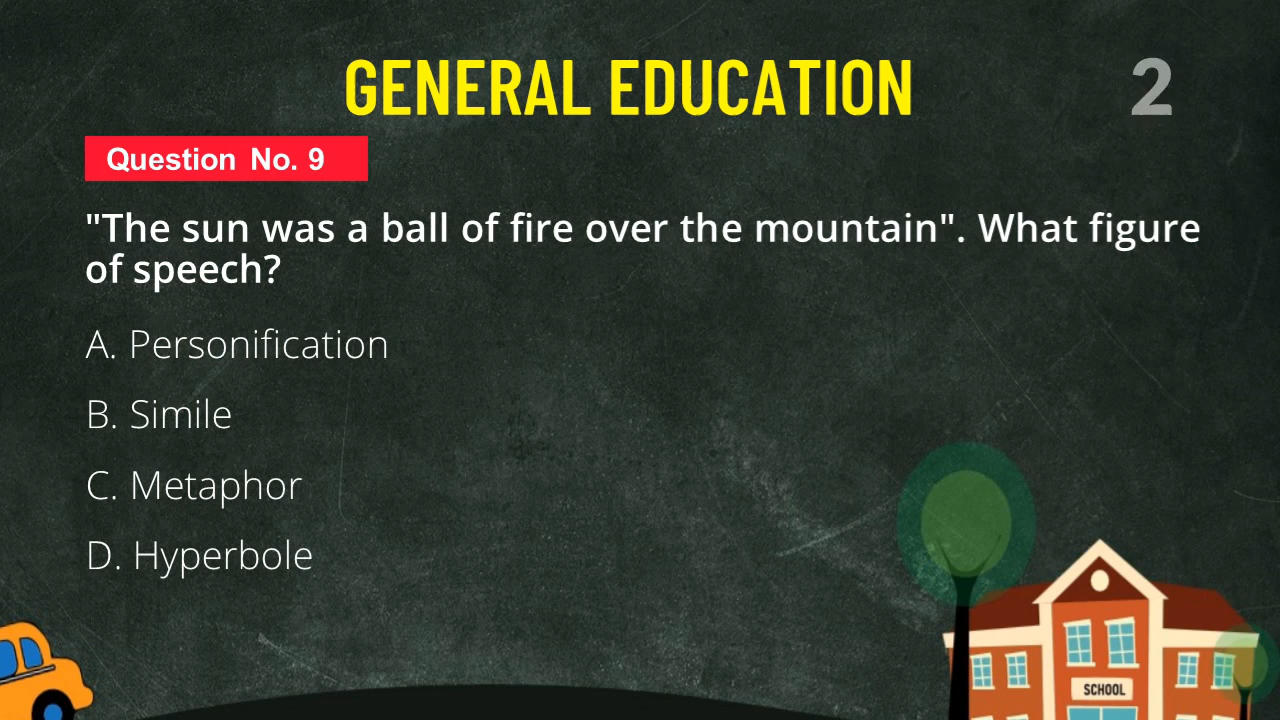 GENERAL EDUCATION
2
Question No. 9
"The sun was a ball of fire over the mountain". What figure
of speech?
A. Personification
B. Simile
C. Metaphor
D. Hyperbole
SCHOOL